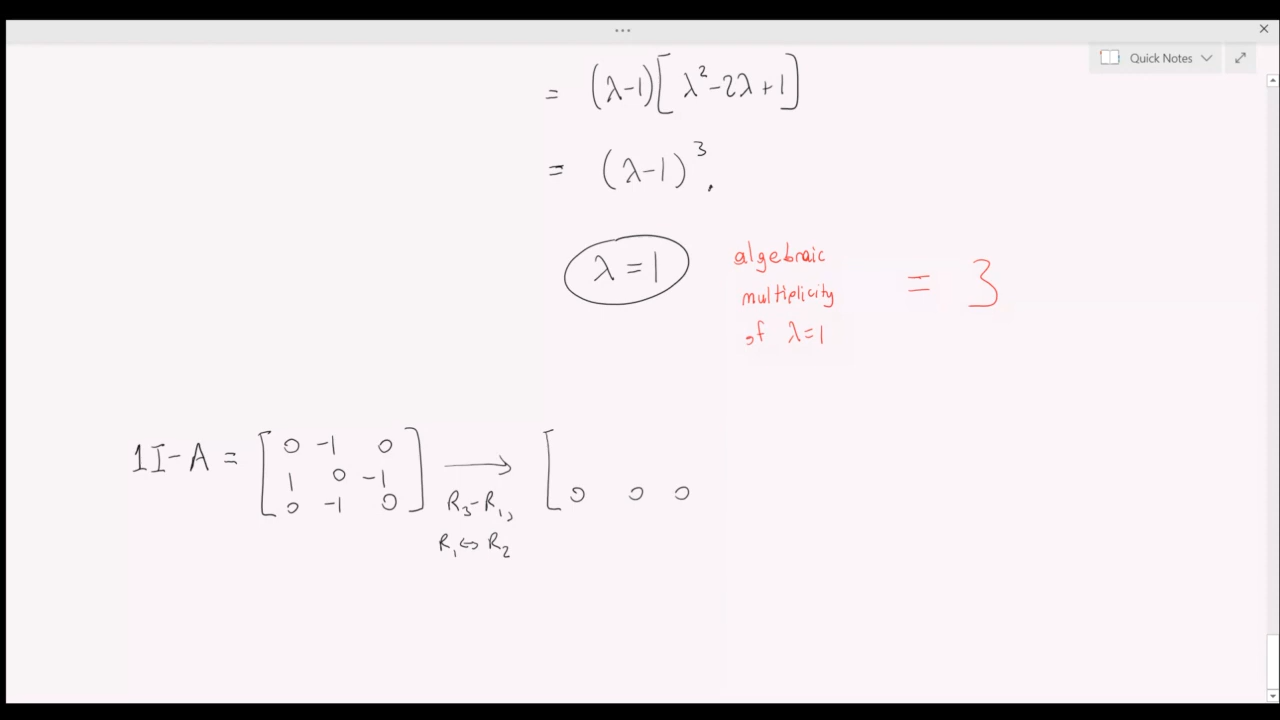 ...
Quick Notes
= (λ-1)[λ²-2λ+1]
= (λ-1)³.
λ=1
algebraic
multiplicity
of λ=1
= 3
1I-A = [0 -1 0
1 0 -1
0 -1 0]
→
R₃-R₁,
R₁↔R₂
[
0 0 0